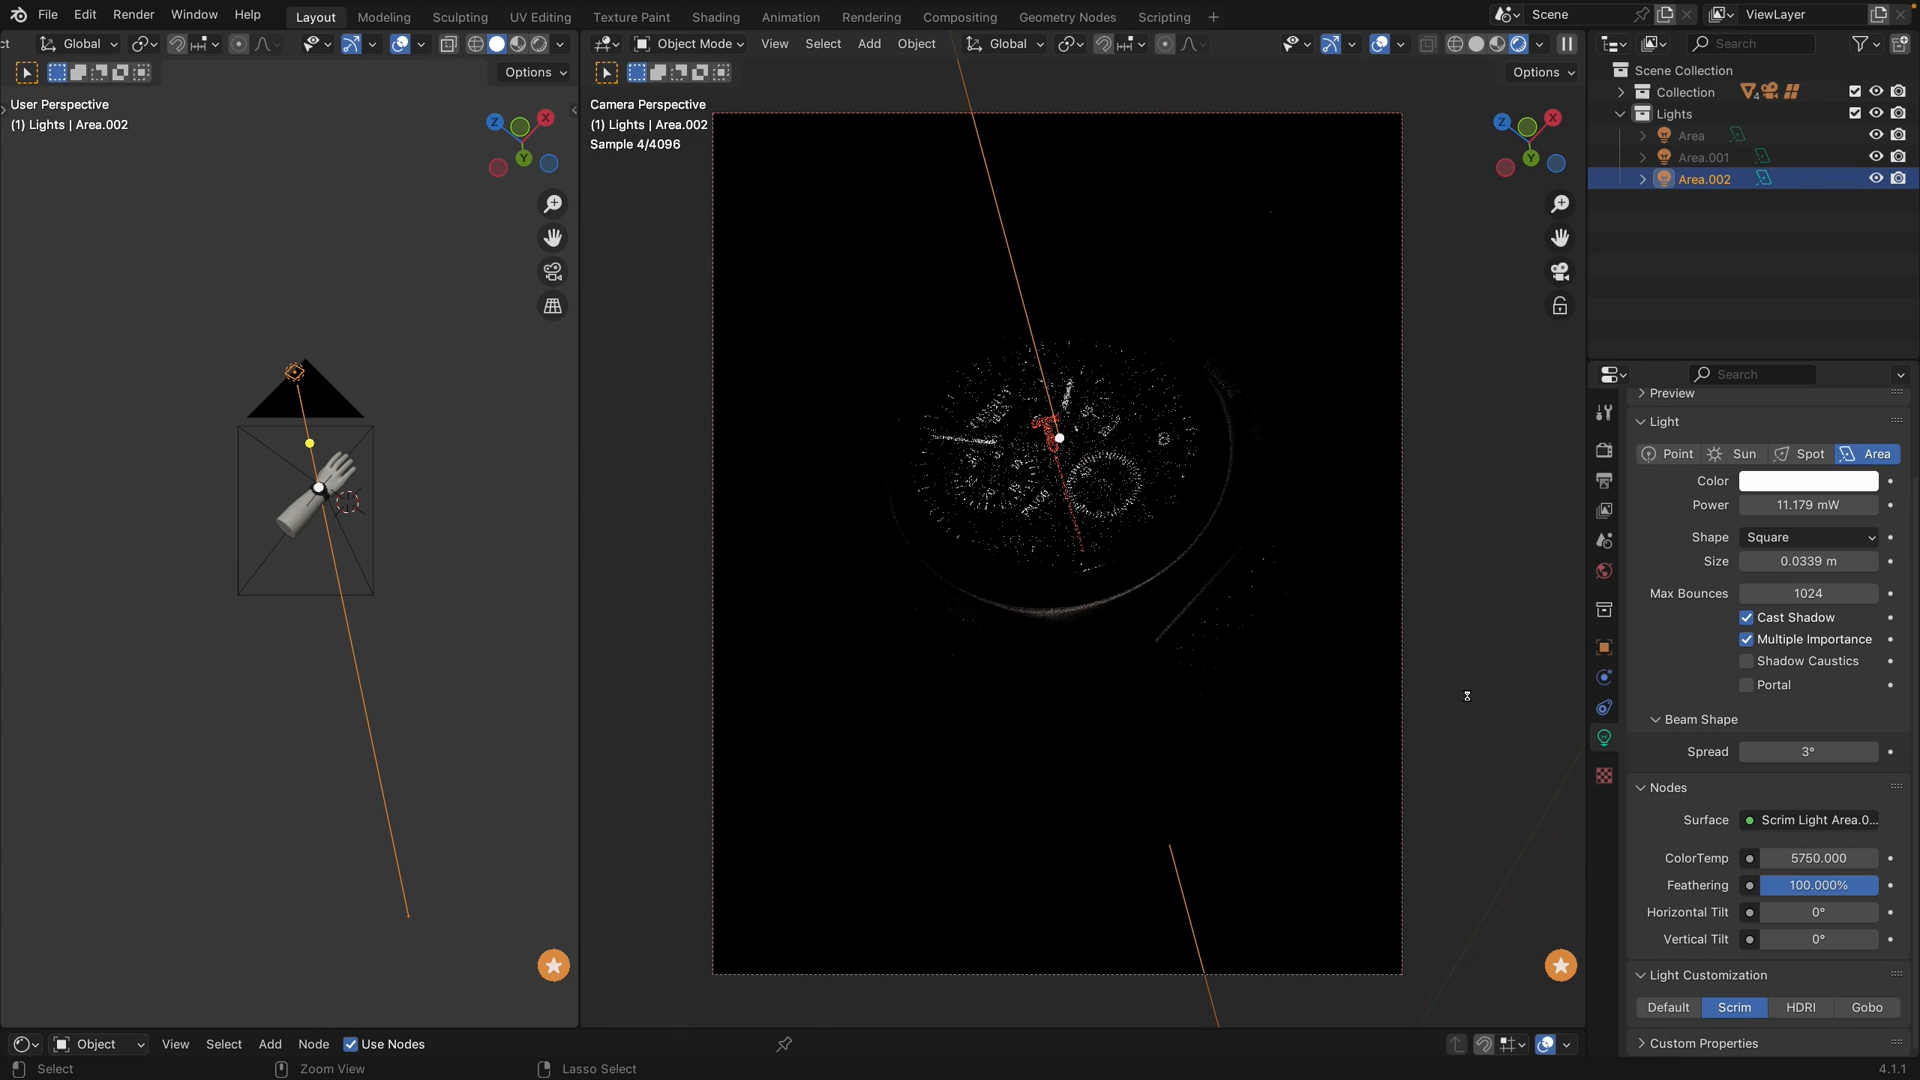 File Edit Render Window Help Layout Modeling Sculpting UV Editing Texture Paint Shading Animation Rendering Compositing Geometry Nodes Scripting + Scene ViewLayer
ct Global Object Mode View Select Add Object Global Search
Options Options
User Perspective
(1) Lights | Area.002
Z X Y
Camera Perspective
(1) Lights | Area.002
Sample 4/4096
Z X Y
Scene Collection
Collection 4
Lights
Area
Area.001
Area.002
Search
Preview
Light
Point Sun Spot Area
Color
Power 11.179 mW
Shape Square
Size 0.0339 m
Max Bounces 1024
Cast Shadow
Multiple Importance
Shadow Caustics
Portal
Beam Shape
Spread 3°
Nodes
Surface Scrim Light Area.0...
ColorTemp 5750.000
Feathering 100.000%
Horizontal Tilt 0°
Vertical Tilt 0°
Light Customization
Default Scrim HDRI Gobo
Custom Properties
Object View Select Add Node Use Nodes
Select Zoom View Lasso Select 4.1.1